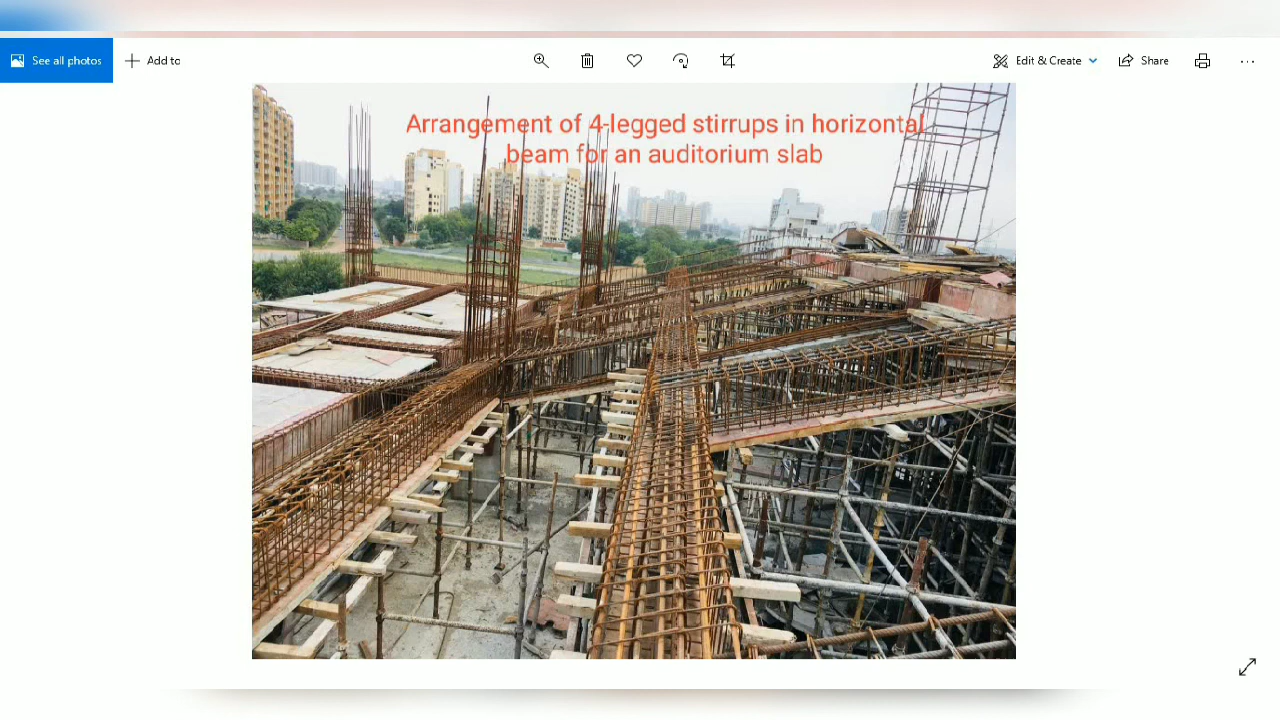 See all photos
Add to
Edit & Create
Share
Arrangement of 4-legged stirrups in horizontal
beam for an auditorium slab